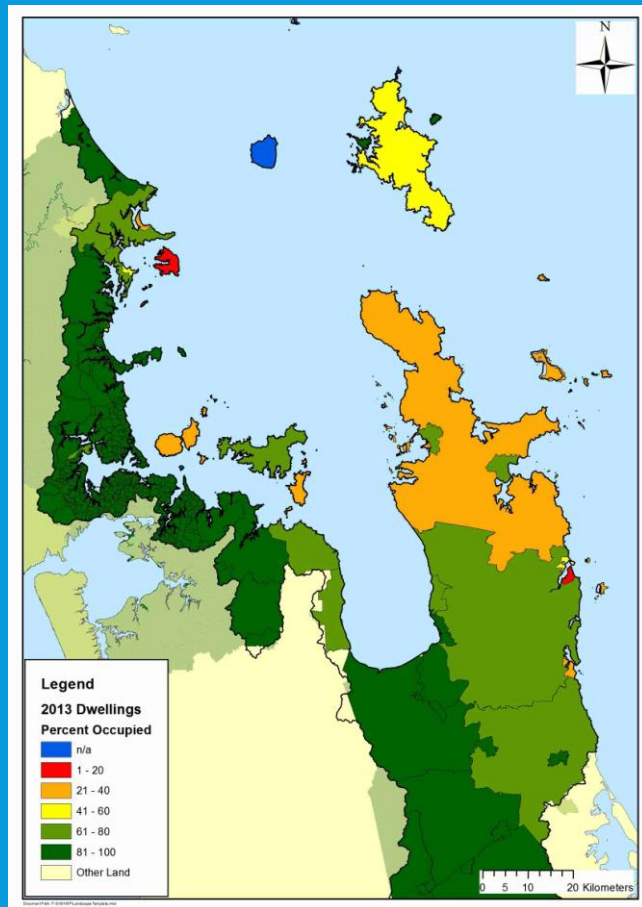 N
Legend
2013 Dwellings
Percent Occupied
n/a
1 - 20
21 - 40
41 - 60
61 - 80
81 - 100
Other Land
0 5 10 20 Kilometers